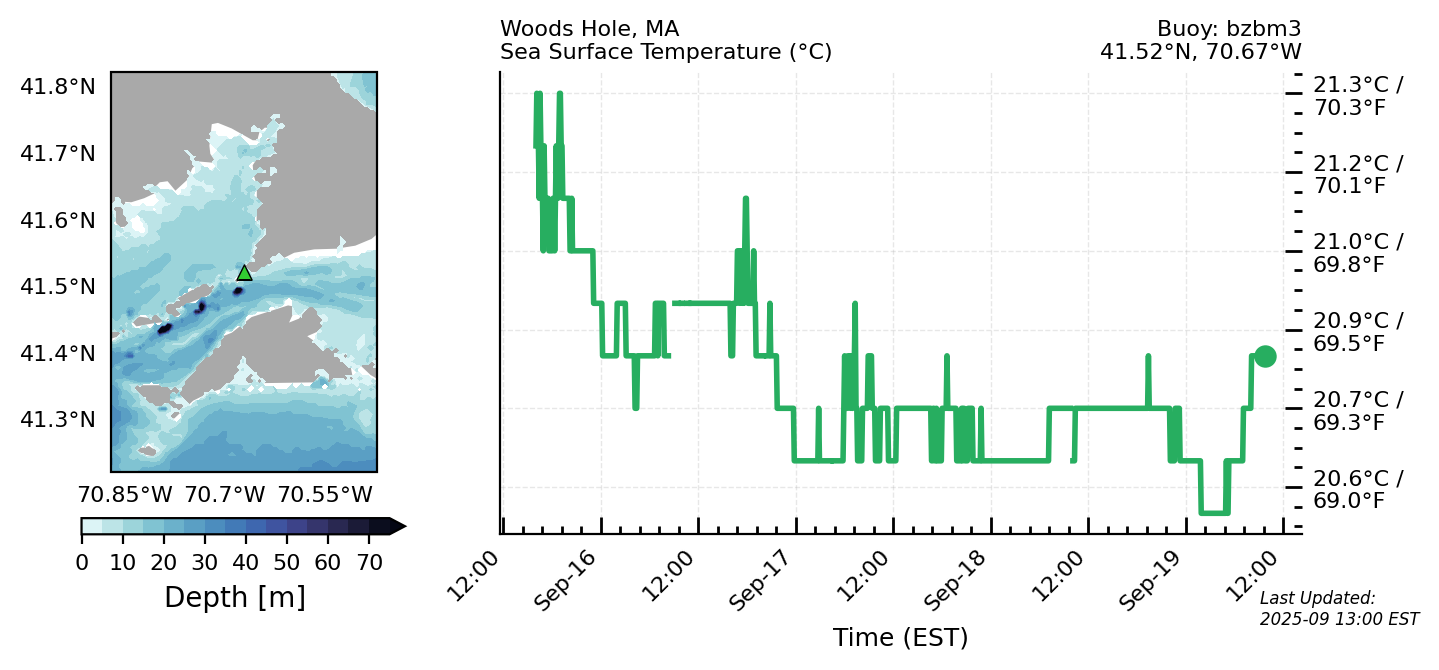 Woods Hole, MA
Sea Surface Temperature (°C)
Buoy: bzbm3
41.52°N, 70.67°W
41.8°N
41.7°N
41.6°N
41.5°N
41.4°N
41.3°N
70.85°W 70.7°W 70.55°W
0 10 20 30 40 50 60 70
Depth [m]
21.3°C /
70.3°F
21.2°C /
70.1°F
21.0°C /
69.8°F
20.9°C /
69.5°F
20.7°C /
69.3°F
20.6°C /
69.0°F
12:00
Sep-16
12:00
Sep-17
12:00
Sep-18
12:00
Sep-19
12:00
Time (EST)
Last Updated:
2025-09 13:00 EST